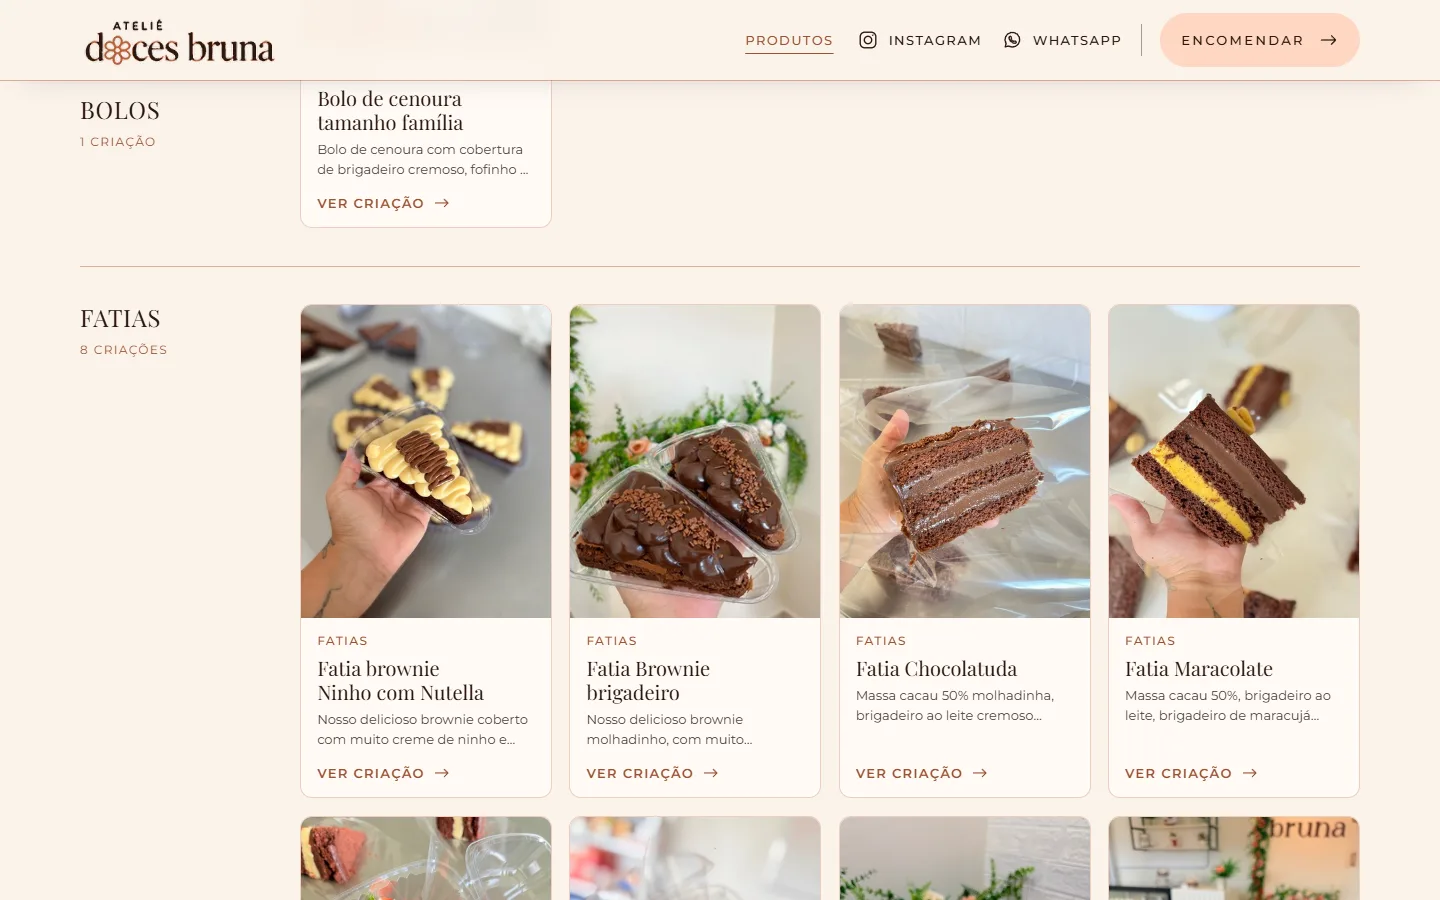 ATELIÊ
doces bruna
PRODUTOS
INSTAGRAM
WHATSAPP
ENCOMENDAR
BOLOS
1 CRIAÇÃO
Bolo de cenoura
tamanho família
Bolo de cenoura com cobertura
de brigadeiro cremoso, fofinho ...
VER CRIAÇÃO
FATIAS
8 CRIAÇÕES
FATIAS
Fatia brownie
Ninho com Nutella
Nosso delicioso brownie coberto
com muito creme de ninho e...
VER CRIAÇÃO
FATIAS
Fatia Brownie
brigadeiro
Nosso delicioso brownie
molhadinho, com muito...
VER CRIAÇÃO
FATIAS
Fatia Chocolatuda
Massa cacau 50% molhadinha,
brigadeiro ao leite cremoso...
VER CRIAÇÃO
FATIAS
Fatia Maracolate
Massa cacau 50%, brigadeiro ao
leite, brigadeiro de maracujá...
VER CRIAÇÃO
bruna